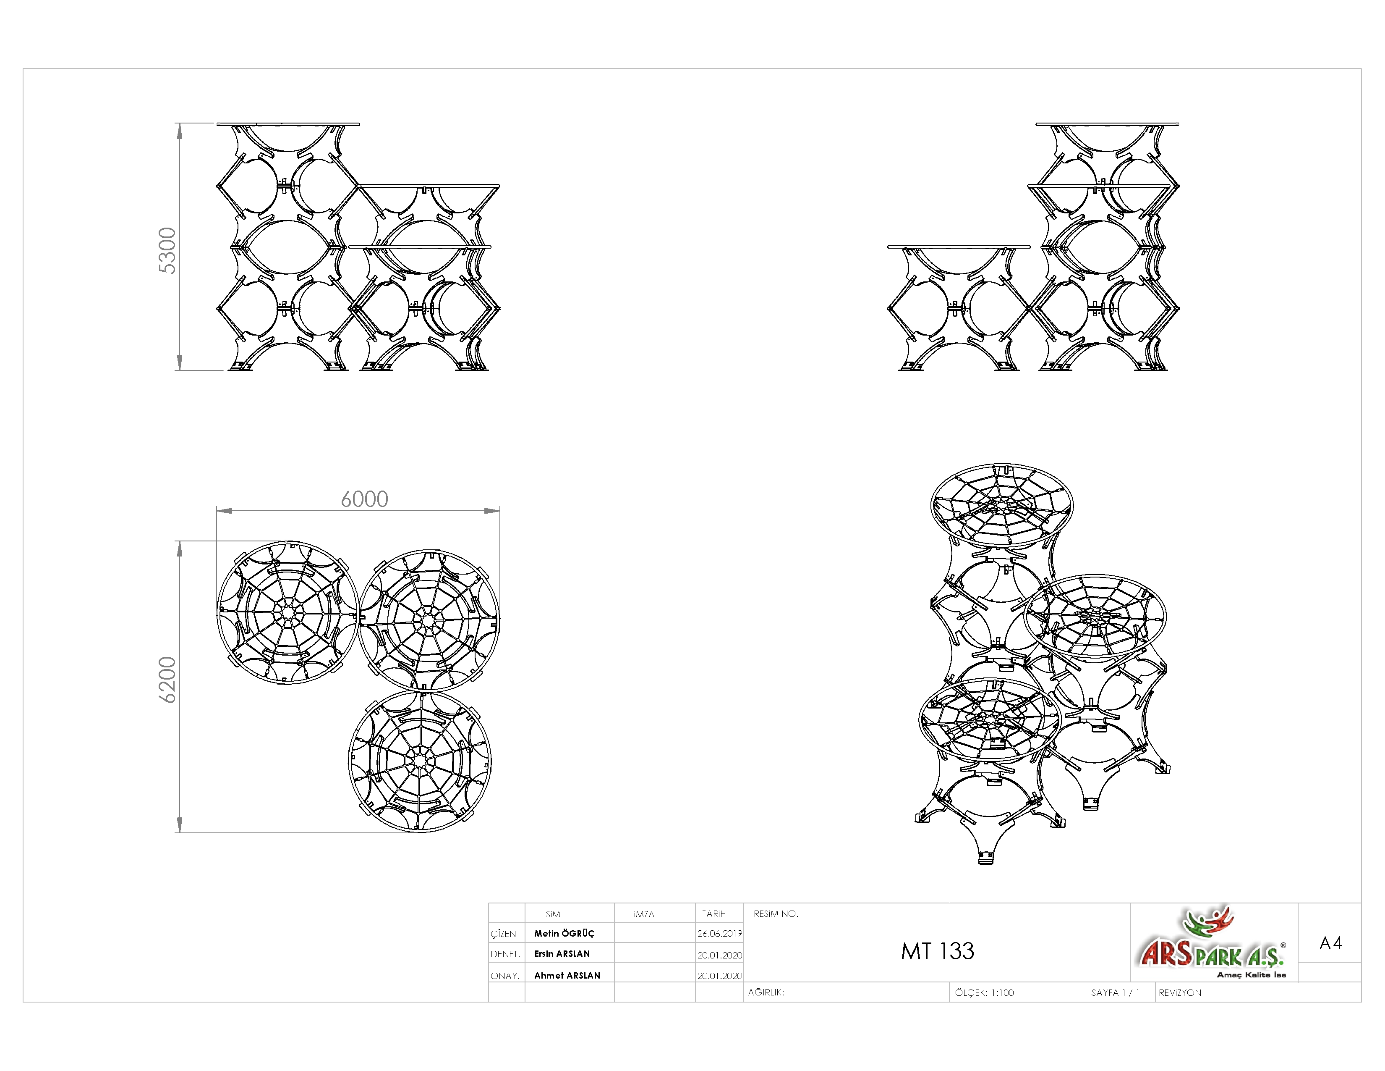 5300
6000
6200
İSİM
İMZA
TARİH
RESİM NO.
ÇİZEN
Metin ÖGRÜÇ
26.06.2019
DENET.
Ersin ARSLAN
20.01.2020
ONAY.
Ahmet ARSLAN
20.01.2020
MT 133
ARSPARK A.Ş.®
Amaç Kalite İse
A4
AĞIRLIK:
ÖLÇEK: 1:100
SAYFA 1 / 1
REVİZYON